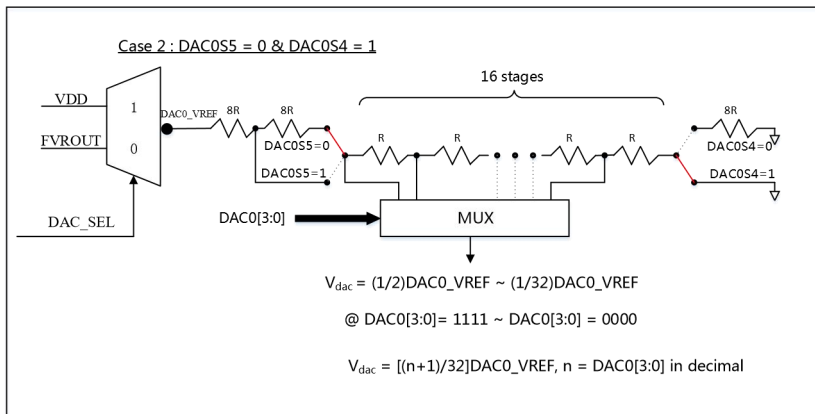 Case 2 : DAC0S5 = 0 & DAC0S4 = 1
16 stages
VDD
1
DAC0_VREF
8R
8R
R
R
R
R
8R
FVROUT
0
DAC0S5=0
DAC0S4=0
DAC0S5=1
DAC0S4=1
DAC_SEL
DAC0[3:0]
MUX
Vdac = (1/2)DAC0_VREF ~ (1/32)DAC0_VREF
@ DAC0[3:0]= 1111 ~ DAC0[3:0] = 0000
Vdac = [(n+1)/32]DAC0_VREF, n = DAC0[3:0] in decimal